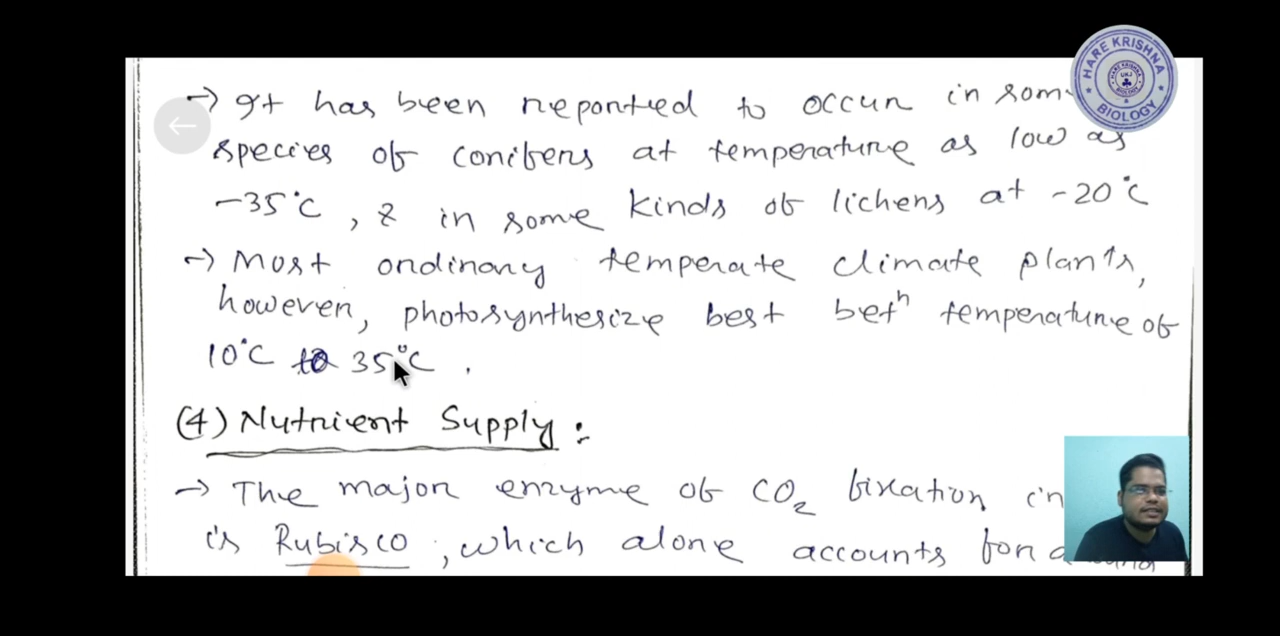 → It has been reported to occur in som
species of conifers at temperature as low as
-35°C, & in some kinds of lichens at -20°C
→ Most ordinary temperate climate plants,
however, photosynthesize best betn temperature of
10°C to 35°C.
(4) Nutrient Supply:
→ The major enzyme of CO2 fixation in
is Rubisco, which alone accounts for
HARE KRISHNA
BIOLOGY
UKJ